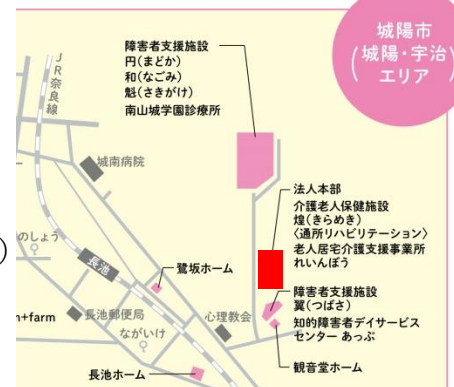 城陽市
(城陽・宇治)
エリア
障害者支援施設
円(まどか)
和(なごみ)
魁(さきがけ)
南山城学園診療所
JR奈良線
城南病院
法人本部
介護老人保健施設
煌(きらめき)
〈通所リハビリテーション〉
老人居宅介護支援事業所
れいんぼう
のしょう
長池
鷺坂ホーム
障害者支援施設
翼(つばさ)
知的障害者デイサービス
センター あっぷ
n+farm
長池郵便局
心理教会
ながいけ
観音堂ホーム
長池ホーム